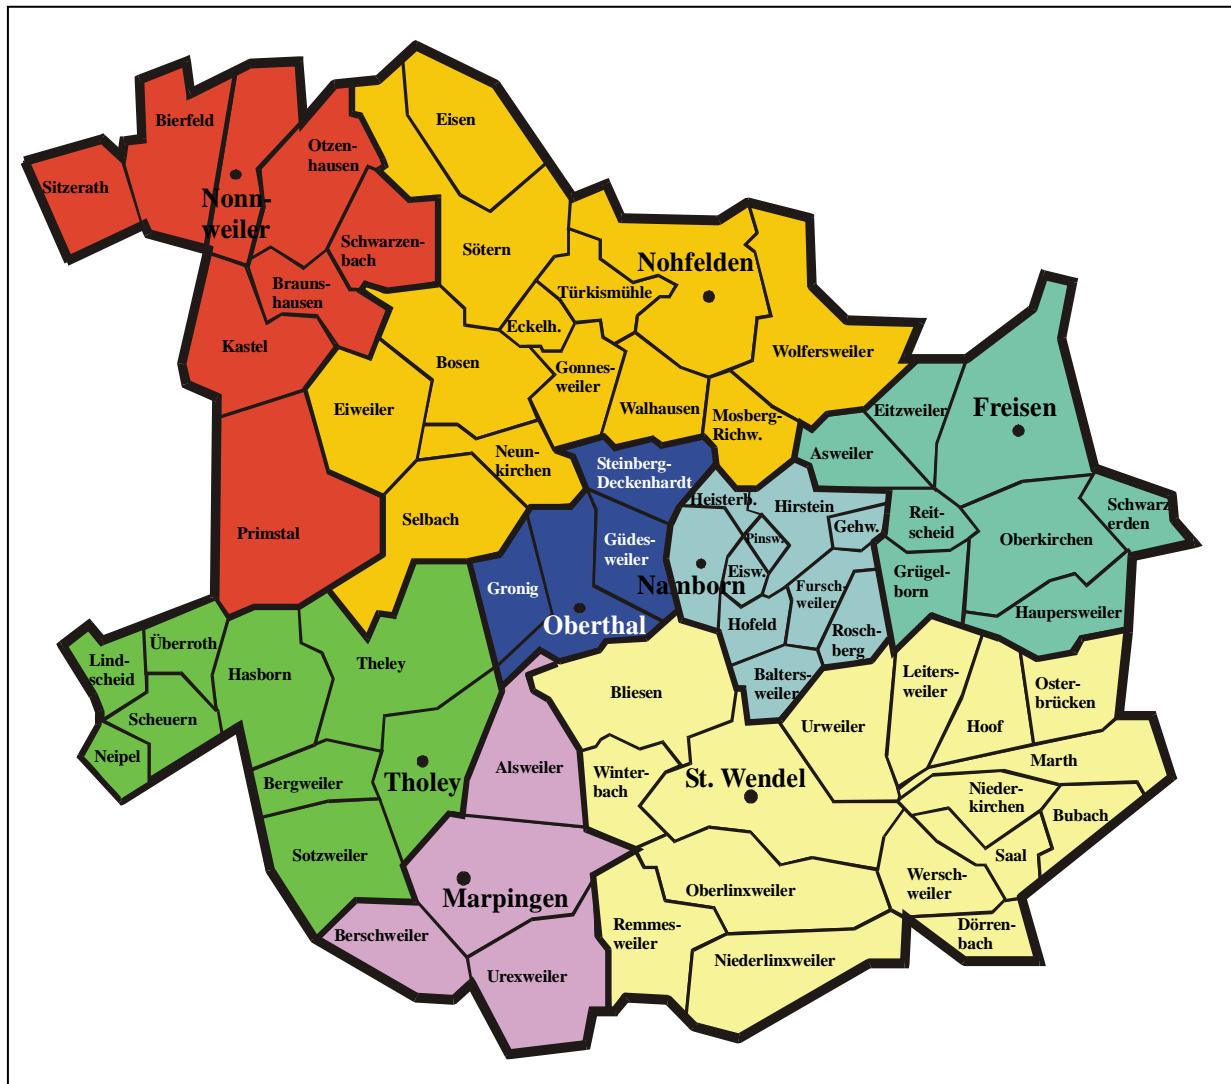 Eisen
Bierfeld
Otzen-
hausen
Sitzerath
Nonn-
weiler
Schwarzen-
bach
Sötern
Nohfelden
Brauns-
hausen
Türkismühle
Eckelh.
Kastel
Bosen
Gonnes-
weiler
Wolfersweiler
Eiweiler
Walhausen
Mosberg-
Richw.
Eitzweiler
Freisen
Neun-
kirchen
Steinberg-
Deckenhardt
Asweiler
Selbach
Primstal
Heisterb.
Hirstein
Gehw.
Reit-
scheid
Schwarz
erden
Oberkirchen
Güdes-
weiler
Pinsw.
Eisw.
Namborn
Gronig
Fursch-
weiler
Grügel-
born
Haupersweiler
Oberthal
Hofeld
Rosch-
berg
Überroth
Lind-
scheid
Hasborn
Theley
Balters-
weiler
Bliesen
Leiters-
weiler
Oster-
brücken
Scheuern
Urweiler
Hoof
Neipel
Bergweiler
Tholey
Alsweiler
Winter-
bach
St. Wendel
Marth
Nieder-
kirchen
Bubach
Sotzweiler
Saal
Marpingen
Oberlinxweiler
Wersch-
weiler
Berschweiler
Remmes-
weiler
Dörren-
bach
Urexweiler
Niederlinxweiler